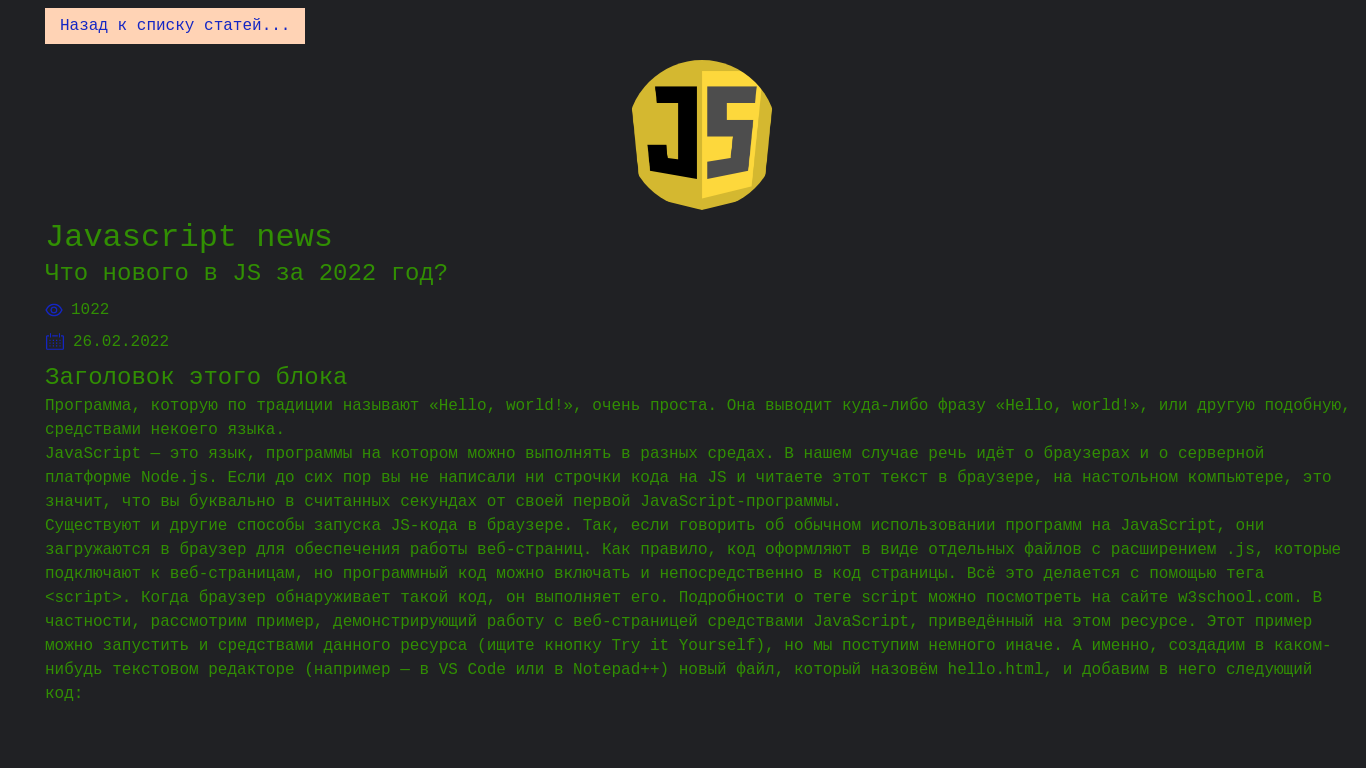 Назад к списку статей...
JS
Javascript news
Что нового в JS за 2022 год?
1022
26.02.2022
Заголовок этого блока
Программа, которую по традиции называют «Hello, world!», очень проста. Она выводит куда-либо фразу «Hello, world!», или другую подобную,
средствами некоего языка.
JavaScript — это язык, программы на котором можно выполнять в разных средах. В нашем случае речь идёт о браузерах и о серверной
платформе Node.js. Если до сих пор вы не написали ни строчки кода на JS и читаете этот текст в браузере, на настольном компьютере, это
значит, что вы буквально в считанных секундах от своей первой JavaScript-программы.
Существуют и другие способы запуска JS-кода в браузере. Так, если говорить об обычном использовании программ на JavaScript, они
загружаются в браузер для обеспечения работы веб-страниц. Как правило, код оформляют в виде отдельных файлов с расширением .js, которые
подключают к веб-страницам, но программный код можно включать и непосредственно в код страницы. Всё это делается с помощью тега
<script>. Когда браузер обнаруживает такой код, он выполняет его. Подробности о теге script можно посмотреть на сайте w3school.com. В
частности, рассмотрим пример, демонстрирующий работу с веб-страницей средствами JavaScript, приведённый на этом ресурсе. Этот пример
можно запустить и средствами данного ресурса (ищите кнопку Try it Yourself), но мы поступим немного иначе. А именно, создадим в каком-
нибудь текстовом редакторе (например — в VS Code или в Notepad++) новый файл, который назовём hello.html, и добавим в него следующий
код: